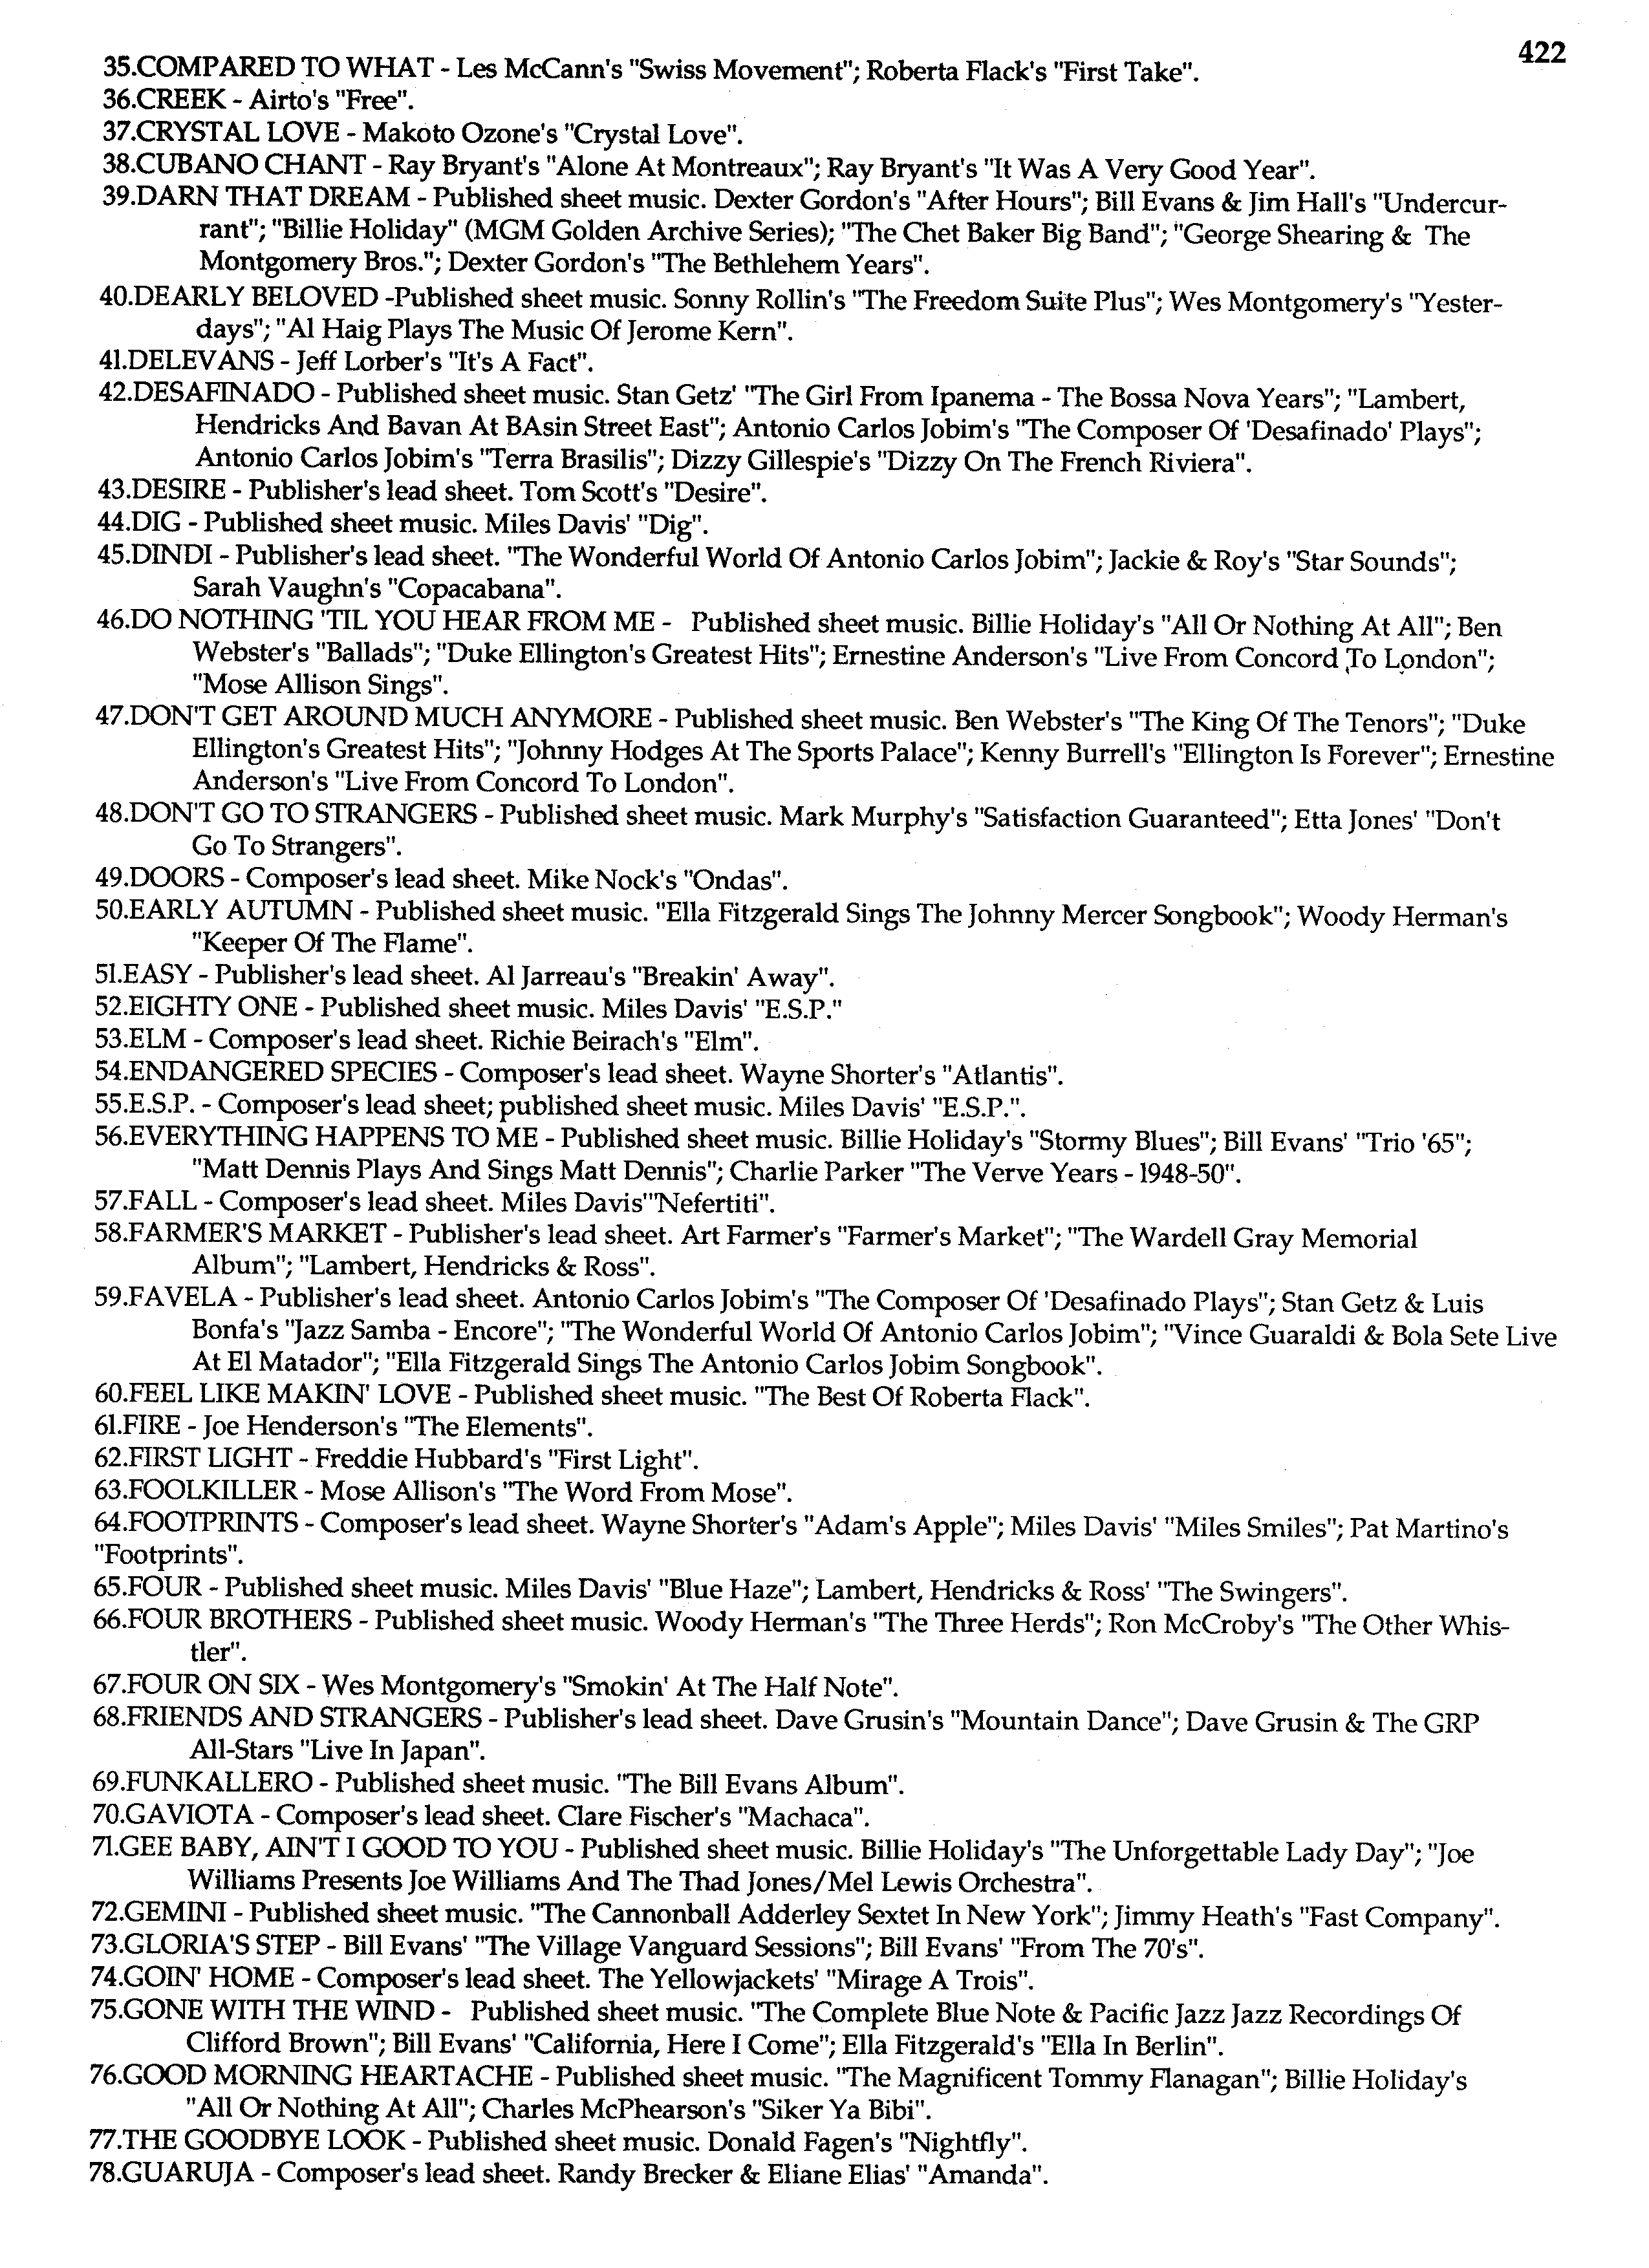 422
35.COMPARED TO WHAT - Les McCann's "Swiss Movement"; Roberta Flack's "First Take".
36.CREEK - Airto's "Free".
37.CRYSTAL LOVE - Makoto Ozone's "Crystal Love".
38.CUBANO CHANT - Ray Bryant's "Alone At Montreaux"; Ray Bryant's "It Was A Very Good Year".
39.DARN THAT DREAM - Published sheet music. Dexter Gordon's "After Hours"; Bill Evans & Jim Hall's "Undercur-
rant"; "Billie Holiday" (MGM Golden Archive Series); "The Chet Baker Big Band"; "George Shearing & The
Montgomery Bros."; Dexter Gordon's "The Bethlehem Years".
40.DEARLY BELOVED -Published sheet music. Sonny Rollin's "The Freedom Suite Plus"; Wes Montgomery's "Yester-
days"; "Al Haig Plays The Music Of Jerome Kern".
41.DELEVANS - Jeff Lorber's "It's A Fact".
42.DESAFINADO - Published sheet music. Stan Getz' "The Girl From Ipanema - The Bossa Nova Years"; "Lambert,
Hendricks And Bavan At BAsin Street East"; Antonio Carlos Jobim's "The Composer Of 'Desafinado' Plays";
Antonio Carlos Jobim's "Terra Brasilis"; Dizzy Gillespie's "Dizzy On The French Riviera".
43.DESIRE - Publisher's lead sheet. Tom Scott's "Desire".
44.DIG - Published sheet music. Miles Davis' "Dig".
45.DINDI - Publisher's lead sheet. "The Wonderful World Of Antonio Carlos Jobim"; Jackie & Roy's "Star Sounds";
Sarah Vaughn's "Copacabana".
46.DO NOTHING 'TIL YOU HEAR FROM ME - Published sheet music. Billie Holiday's "All Or Nothing At All"; Ben
Webster's "Ballads"; "Duke Ellington's Greatest Hits"; Ernestine Anderson's "Live From Concord To London";
"Mose Allison Sings".
47.DON'T GET AROUND MUCH ANYMORE - Published sheet music. Ben Webster's "The King Of The Tenors"; "Duke
Ellington's Greatest Hits"; "Johnny Hodges At The Sports Palace"; Kenny Burrell's "Ellington Is Forever"; Ernestine
Anderson's "Live From Concord To London".
48.DON'T GO TO STRANGERS - Published sheet music. Mark Murphy's "Satisfaction Guaranteed"; Etta Jones' "Don't
Go To Strangers".
49.DOORS - Composer's lead sheet. Mike Nock's "Ondas".
50.EARLY AUTUMN - Published sheet music. "Ella Fitzgerald Sings The Johnny Mercer Songbook"; Woody Herman's
"Keeper Of The Flame".
51.EASY - Publisher's lead sheet. Al Jarreau's "Breakin' Away".
52.EIGHTY ONE - Published sheet music. Miles Davis' "E.S.P."
53.ELM - Composer's lead sheet. Richie Beirach's "Elm".
54.ENDANGERED SPECIES - Composer's lead sheet. Wayne Shorter's "Atlantis".
55.E.S.P. - Composer's lead sheet; published sheet music. Miles Davis' "E.S.P.".
56.EVERYTHING HAPPENS TO ME - Published sheet music. Billie Holiday's "Stormy Blues"; Bill Evans' "Trio '65";
"Matt Dennis Plays And Sings Matt Dennis"; Charlie Parker "The Verve Years - 1948-50".
57.FALL - Composer's lead sheet. Miles Davis'"Nefertiti".
58.FARMER'S MARKET - Publisher's lead sheet. Art Farmer's "Farmer's Market"; "The Wardell Gray Memorial
Album"; "Lambert, Hendricks & Ross".
59.FAVELA - Publisher's lead sheet. Antonio Carlos Jobim's "The Composer Of 'Desafinado Plays"; Stan Getz & Luis
Bonfa's "Jazz Samba - Encore"; "The Wonderful World Of Antonio Carlos Jobim"; "Vince Guaraldi & Bola Sete Live
At El Matador"; "Ella Fitzgerald Sings The Antonio Carlos Jobim Songbook".
60.FEEL LIKE MAKIN' LOVE - Published sheet music. "The Best Of Roberta Flack".
61.FIRE - Joe Henderson's "The Elements".
62.FIRST LIGHT - Freddie Hubbard's "First Light".
63.FOOLKILLER - Mose Allison's "The Word From Mose".
64.FOOTPRINTS - Composer's lead sheet. Wayne Shorter's "Adam's Apple"; Miles Davis' "Miles Smiles"; Pat Martino's
"Footprints".
65.FOUR - Published sheet music. Miles Davis' "Blue Haze"; Lambert, Hendricks & Ross' "The Swingers".
66.FOUR BROTHERS - Published sheet music. Woody Herman's "The Three Herds"; Ron McCroby's "The Other Whis-
tler".
67.FOUR ON SIX - Wes Montgomery's "Smokin' At The Half Note".
68.FRIENDS AND STRANGERS - Publisher's lead sheet. Dave Grusin's "Mountain Dance"; Dave Grusin & The GRP
All-Stars "Live In Japan".
69.FUNKALLERO - Published sheet music. "The Bill Evans Album".
70.GAVIOTA - Composer's lead sheet. Clare Fischer's "Machaca".
71.GEE BABY, AIN'T I GOOD TO YOU - Published sheet music. Billie Holiday's "The Unforgettable Lady Day"; "Joe
Williams Presents Joe Williams And The Thad Jones/Mel Lewis Orchestra".
72.GEMINI - Published sheet music. "The Cannonball Adderley Sextet In New York"; Jimmy Heath's "Fast Company".
73.GLORIA'S STEP - Bill Evans' "The Village Vanguard Sessions"; Bill Evans' "From The 70's".
74.GOIN' HOME - Composer's lead sheet. The Yellowjackets' "Mirage A Trois".
75.GONE WITH THE WIND - Published sheet music. "The Complete Blue Note & Pacific Jazz Jazz Recordings Of
Clifford Brown"; Bill Evans' "California, Here I Come"; Ella Fitzgerald's "Ella In Berlin".
76.GOOD MORNING HEARTACHE - Published sheet music. "The Magnificent Tommy Flanagan"; Billie Holiday's
"All Or Nothing At All"; Charles McPhearson's "Siker Ya Bibi".
77.THE GOODBYE LOOK - Published sheet music. Donald Fagen's "Nightfly".
78.GUARUJA - Composer's lead sheet. Randy Brecker & Eliane Elias' "Amanda".